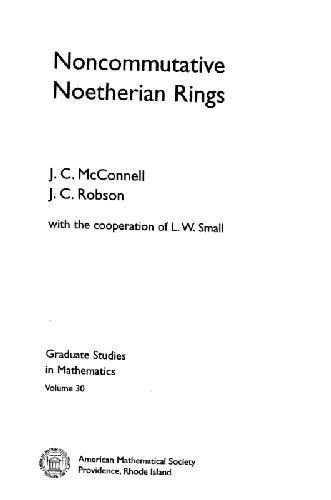 Noncommutative
Noetherian Rings
J. C. McConnell
J. C. Robson
with the cooperation of L. W. Small
Graduate Studies
in Mathematics
Volume 30
American Mathematical Society
Providence, Rhode Island